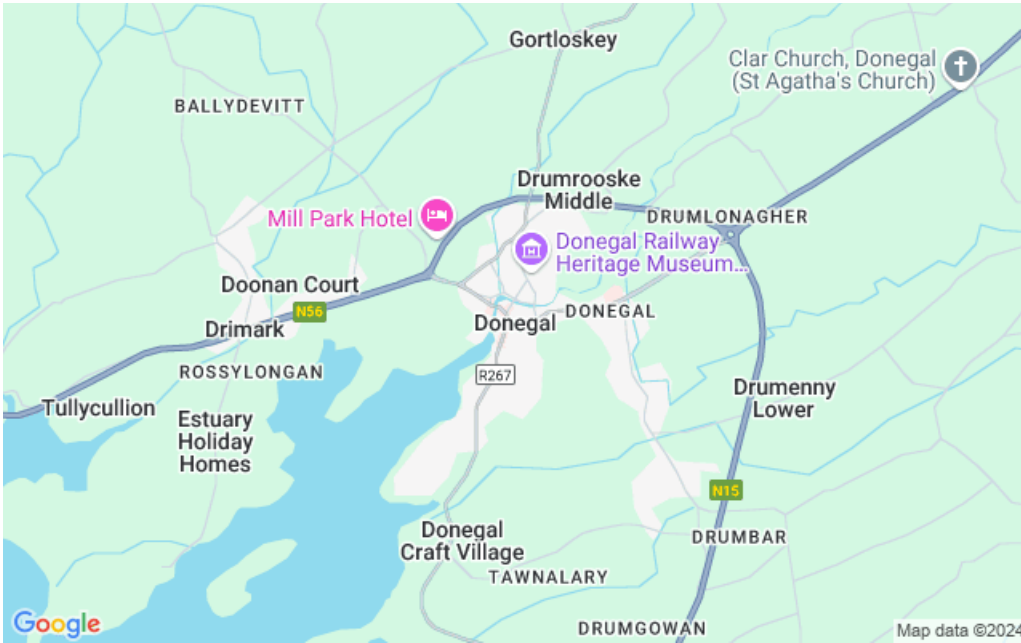 Gortloskey
Clar Church, Donegal
(St Agatha's Church)
BALLYDEVITT
Drumrooske
Middle
Mill Park Hotel
DRUMLONAGHER
Donegal Railway
Heritage Museum...
Doonan Court
N56
Drimark
Donegal
DONEGAL
ROSSYLONGAN
R267
Tullycullion
Drumenny
Lower
Estuary
Holiday
Homes
N15
Donegal
Craft Village
DRUMBAR
TAWNALARY
Google
DRUMGOWAN
Map data ©2024